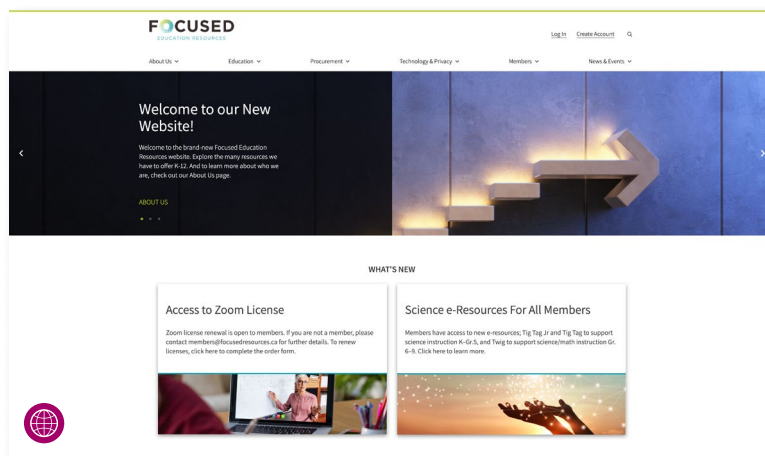 FOCUSED
EDUCATION RESOURCES
Log In Create Account
About Us Education Procurement Technology & Privacy Members News & Events
Welcome to our New
Website!
Welcome to the brand-new Focused Education
Resources website. Explore the many resources we
have to offer K-12. And to learn more about who we
are, check out our About Us page.
ABOUT US
WHAT'S NEW
Access to Zoom License
Zoom license renewal is open to members. If you are not a member, please
contact members@focusedresources.ca for further details. To renew
licenses, click here to complete the order form.
Science e-Resources For All Members
Members have access to new e-resources; Tig Tag Jr and Tig Tag to support
science instruction K-Gr.5, and Twig to support science/math instruction Gr.
6-9. Click here to learn more.